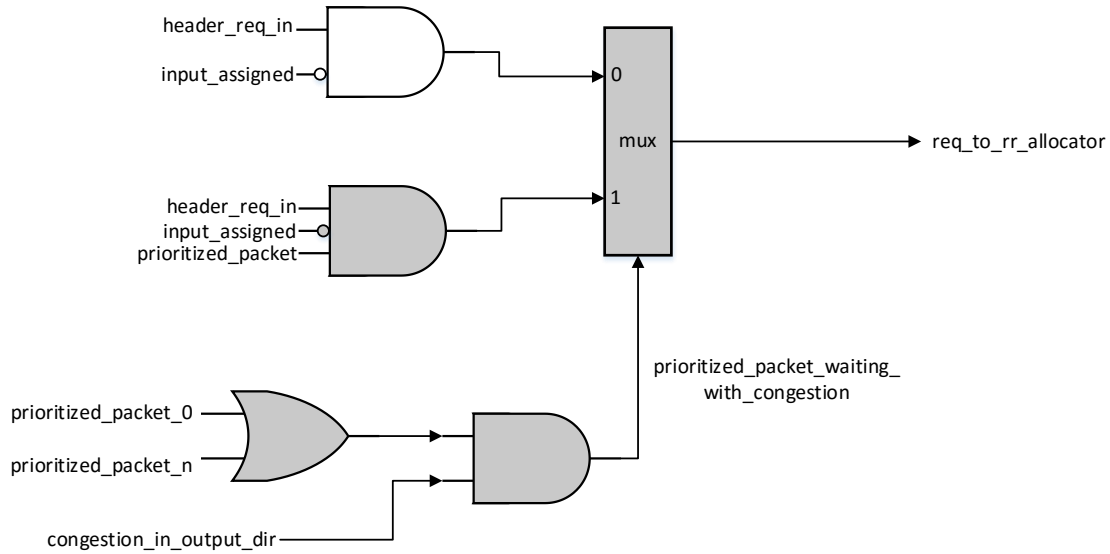 header_req_in
input_assigned
0
mux
req_to_rr_allocator
1
header_req_in
input_assigned
prioritized_packet
prioritized_packet_waiting_
with_congestion
prioritized_packet_0
prioritized_packet_n
congestion_in_output_dir